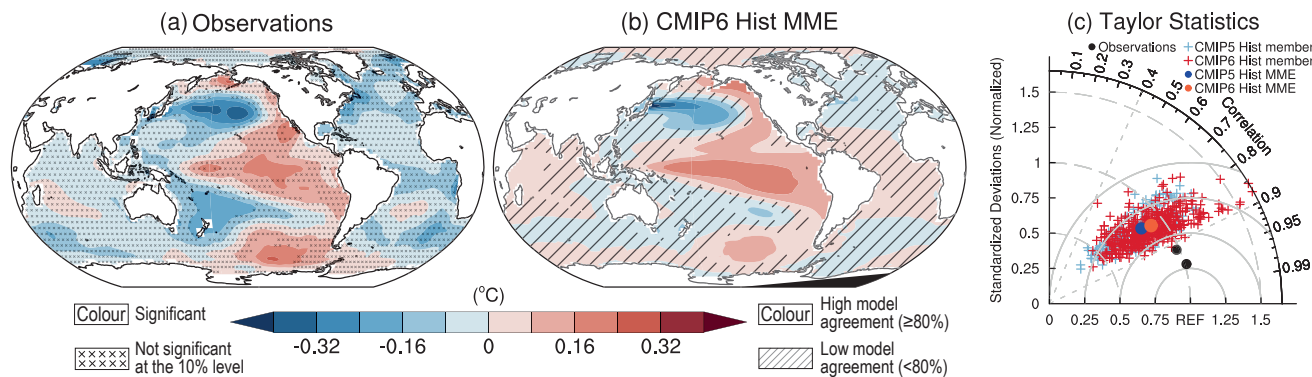 (a) Observations
(b) CMIP6 Hist MME
(c) Taylor Statistics
Observations
CMIP5 Hist member
CMIP6 Hist member
CMIP5 Hist MME
CMIP6 Hist MME
Standardized Deviations (Normalized)
1.5
1.25
1
0.75
0.5
0.25
0
0 0.25 0.5 0.75 REF 1.25 1.5
0.1 0.2 0.3 0.4 0.5 0.6 0.7 0.8 0.9 0.95 0.99
Correlation
(°C)
-0.32 -0.16 0 0.16 0.32
Colour Significant
Not significant
at the 10% level
Colour High model
agreement (≥80%)
Low model
agreement (<80%)